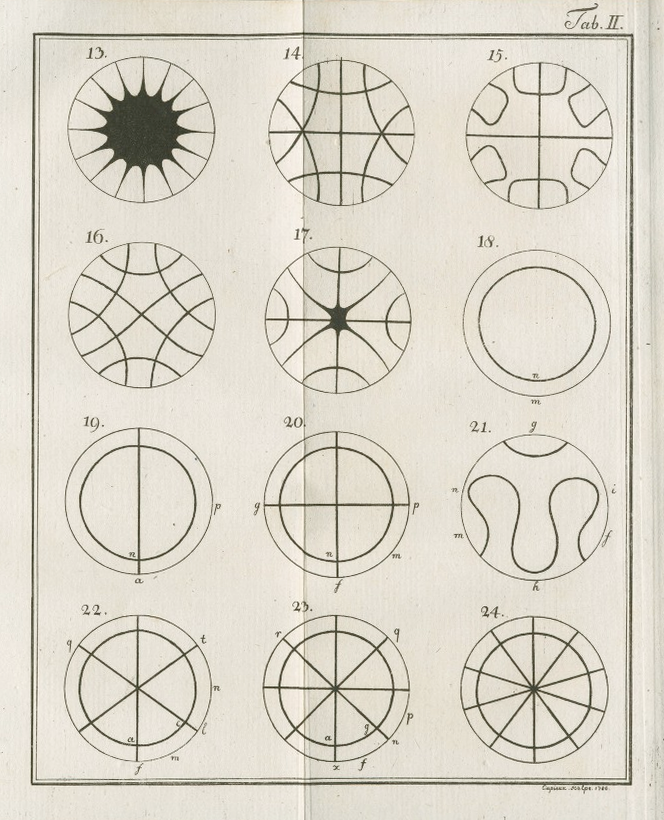 Tab. II.
13. 14. 15.
16. 17. 18.
n
m
19. 20. 21. g
p g p n i
n n m m f
a f h
22. 23. 24.
q t r q
n p
a l a g n
f m x f
Capieux sculps. 1786.